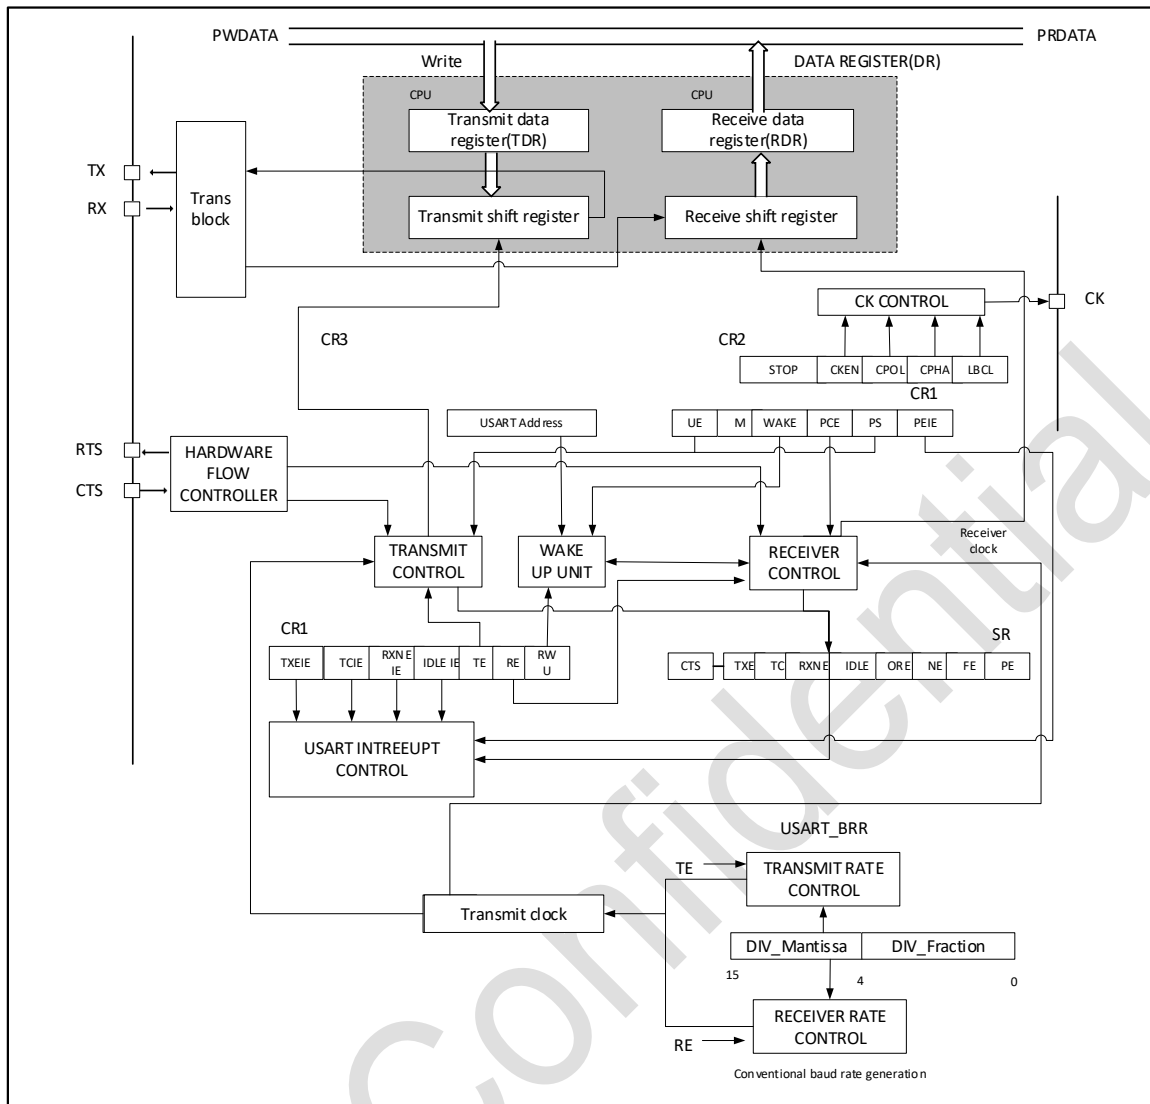 PWDATA
PRDATA
Write
DATA REGISTER(DR)
CPU
CPU
Transmit data
register(TDR)
Receive data
register(RDR)
TX
RX
Trans
block
Transmit shift register
Receive shift register
CK CONTROL
CK
CR3
CR2
STOP
CKEN
CPOL
CPHA
LBCL
CR1
USART Address
UE
M
WAKE
PCE
PS
PEIE
RTS
CTS
HARDWARE
FLOW
CONTROLLER
TRANSMIT
CONTROL
WAKE
UP UNIT
RECEIVER
CONTROL
Receiver
clock
CR1
SR
TXEIE
TCIE
RXNE
IE
IDLE IE
TE
RE
RW
U
CTS
TXE
TC
RXNE
IDLE
ORE
NE
FE
PE
USART INTREEUPT
CONTROL
USART_BRR
TE
TRANSMIT RATE
CONTROL
Transmit clock
DIV_Mantissa
DIV_Fraction
15
4
0
RECEIVER RATE
CONTROL
RE
Conventional baud rate generation
Confidential